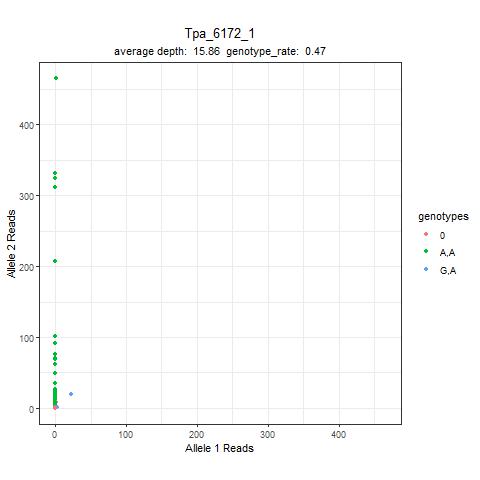 Tpa_6172_1
average depth:  15.86  genotype_rate:  0.47
Allele 2 Reads
400
300
200
100
0
0
100
200
300
400
Allele 1 Reads
genotypes
0
A,A
G,A